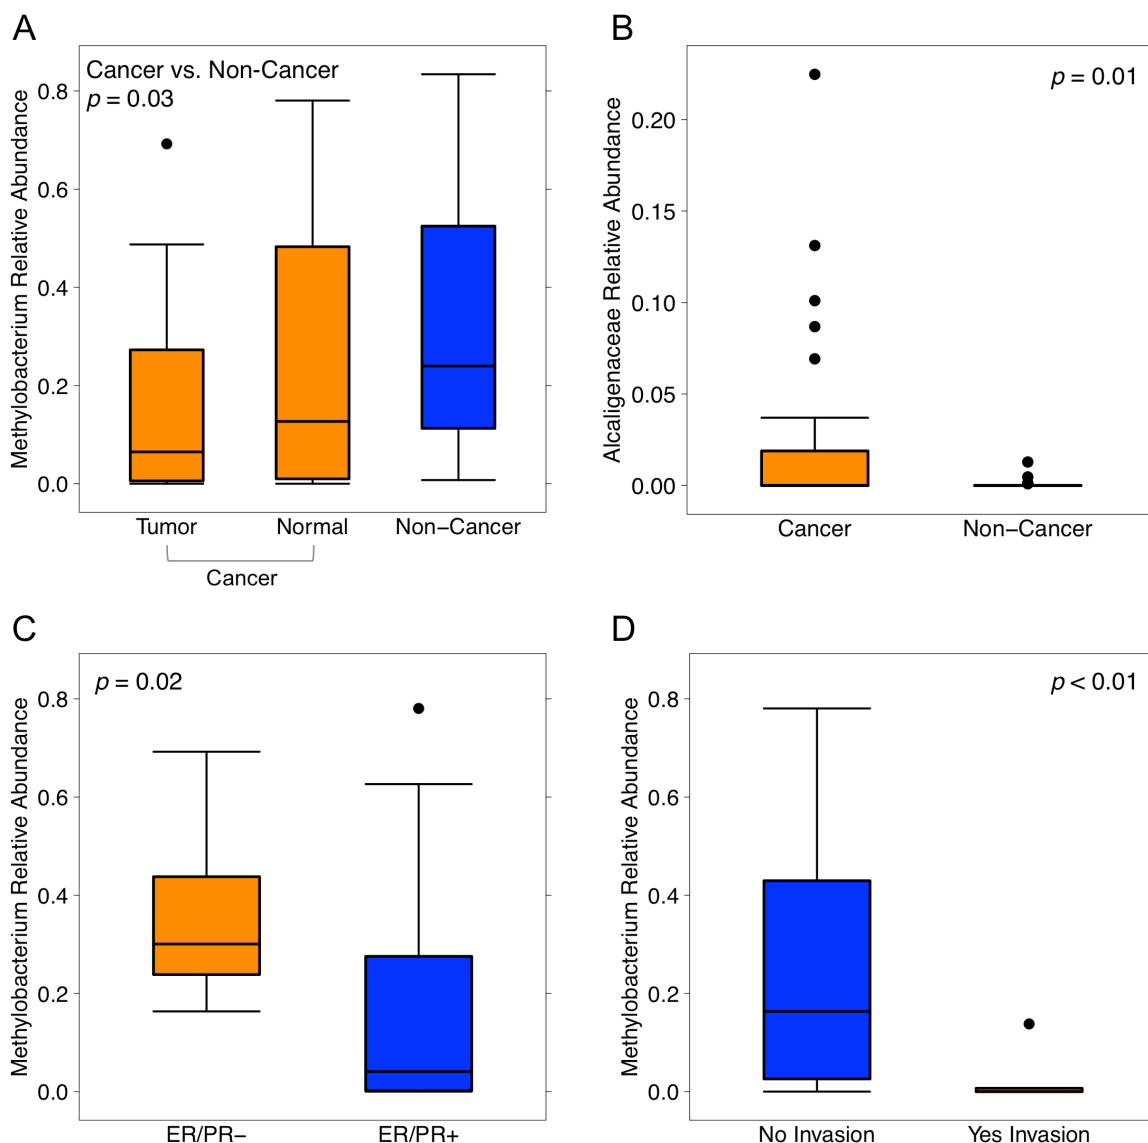 A
Cancer vs. Non-Cancer
p = 0.03
Methylobacterium Relative Abundance
0.8
0.6
0.4
0.2
0.0
Tumor
Normal
Non−Cancer
Cancer
B
p = 0.01
Alcaligenaceae Relative Abundance
0.20
0.15
0.10
0.05
0.00
Cancer
Non−Cancer
C
p = 0.02
Methylobacterium Relative Abundance
0.8
0.6
0.4
0.2
0.0
ER/PR−
ER/PR+
D
p < 0.01
Methylobacterium Relative Abundance
0.8
0.6
0.4
0.2
0.0
No Invasion
Yes Invasion